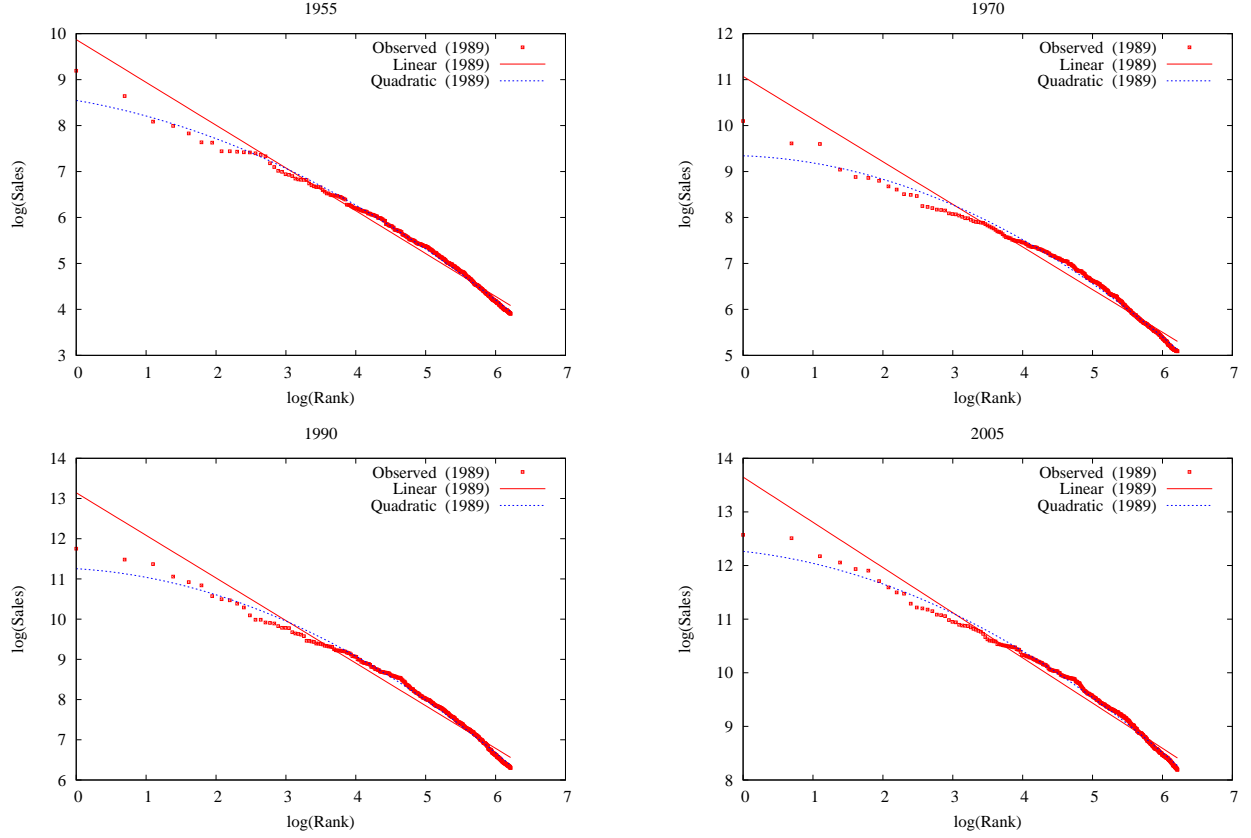 1955
10
9
8
7
6
5
4
3
0 1 2 3 4 5 6 7
log(Sales)
log(Rank)
Observed (1989)
Linear (1989)
Quadratic (1989)
1970
12
11
10
9
8
7
6
5
0 1 2 3 4 5 6 7
log(Sales)
log(Rank)
Observed (1989)
Linear (1989)
Quadratic (1989)
1990
14
13
12
11
10
9
8
7
6
0 1 2 3 4 5 6 7
log(Sales)
log(Rank)
Observed (1989)
Linear (1989)
Quadratic (1989)
2005
14
13
12
11
10
9
8
0 1 2 3 4 5 6 7
log(Sales)
log(Rank)
Observed (1989)
Linear (1989)
Quadratic (1989)